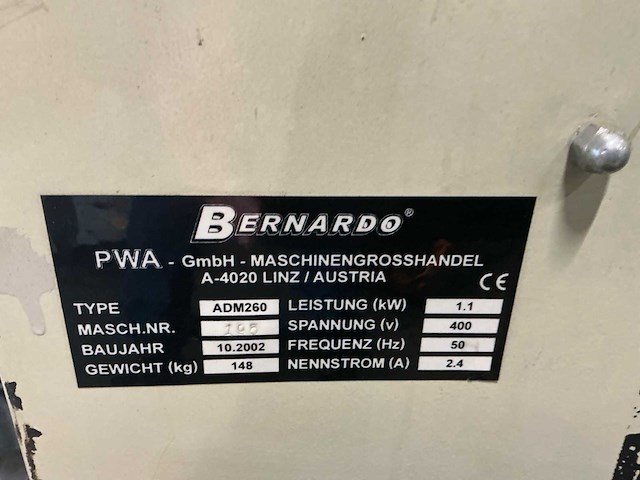 BERNARDO®
PWA - GmbH - MASCHINENGROSSHANDEL
A-4020 LINZ / AUSTRIA
CE
TYPE ADM260 LEISTUNG (kW) 1.1
MASCH.NR. 195 SPANNUNG (v) 400
BAUJAHR 10.2002 FREQUENZ (Hz) 50
GEWICHT (kg) 148 NENNSTROM (A) 2.4